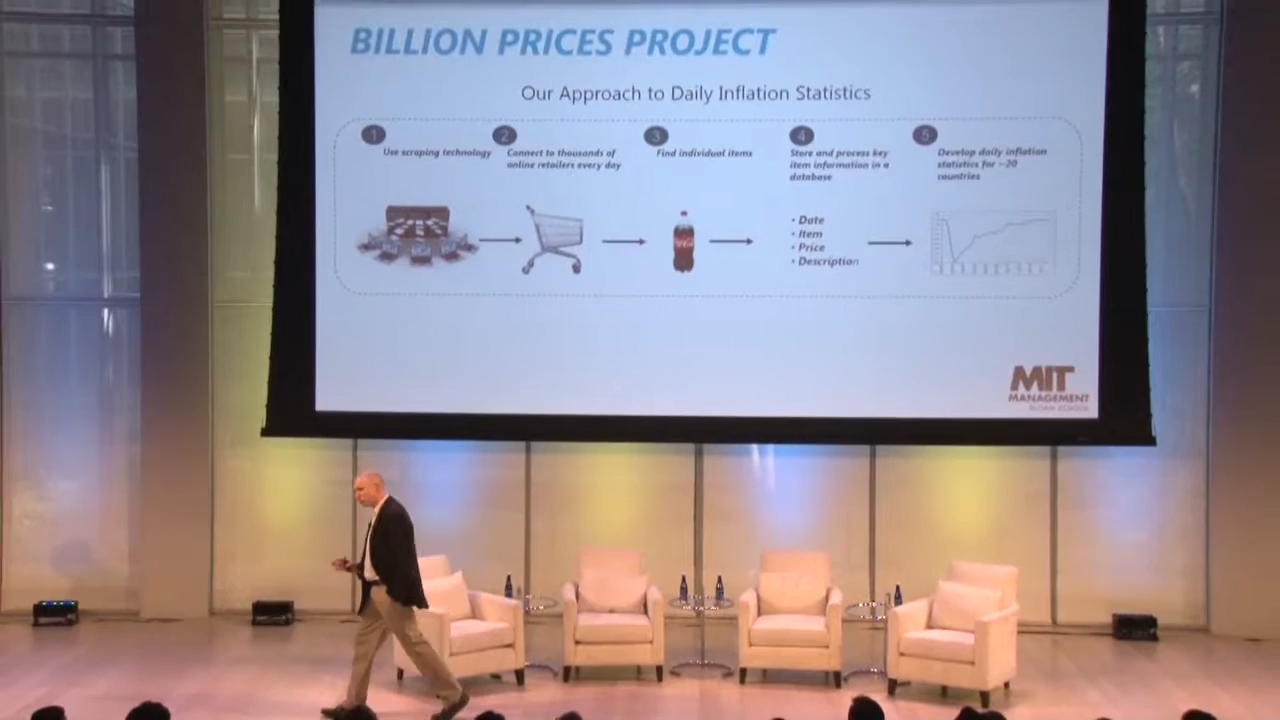 BILLION PRICES PROJECT
Our Approach to Daily Inflation Statistics
1
Use scraping technology
2
Connect to thousands of
online retailers every day
3
Find individual items
4
Store and process key
item information in a
database
5
Develop daily inflation
statistics for ~20
countries
• Date
• Item
• Price
• Description
MIT
MANAGEMENT
SLOAN SCHOOL